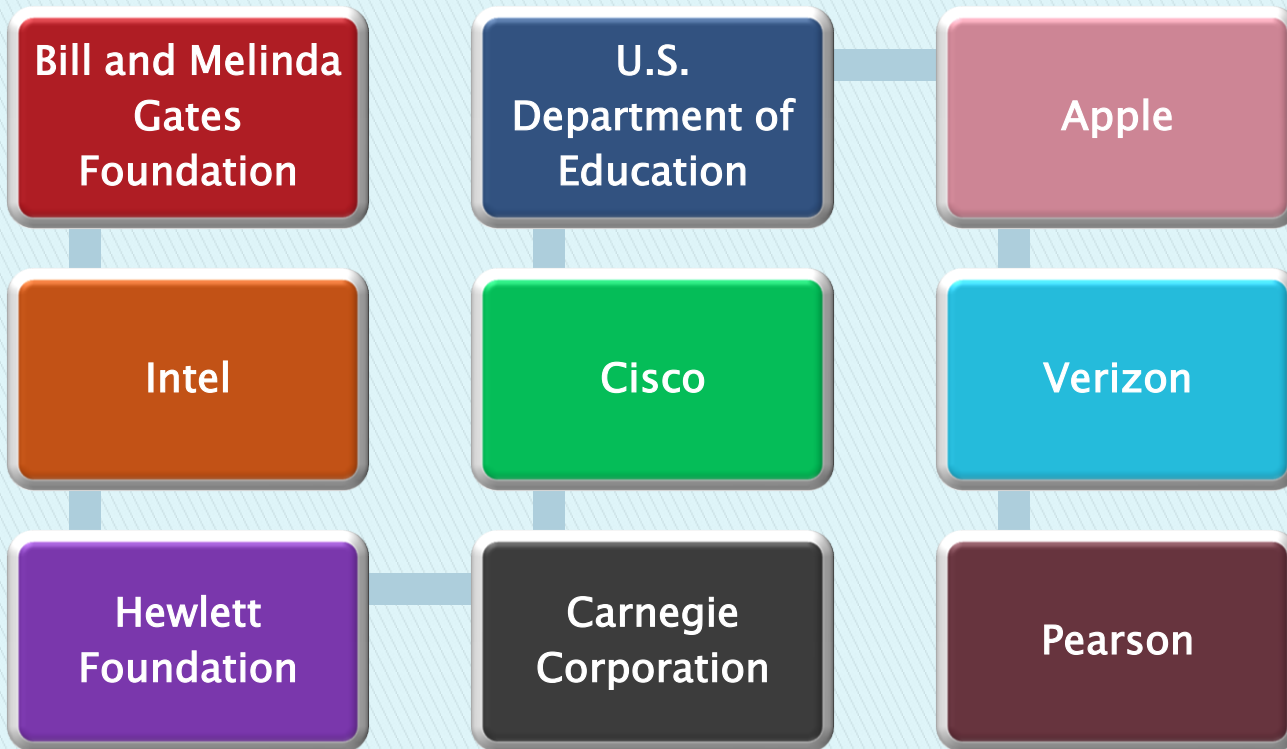 Bill and Melinda
Gates
Foundation
U.S.
Department of
Education
Apple
Intel
Cisco
Verizon
Hewlett
Foundation
Carnegie
Corporation
Pearson